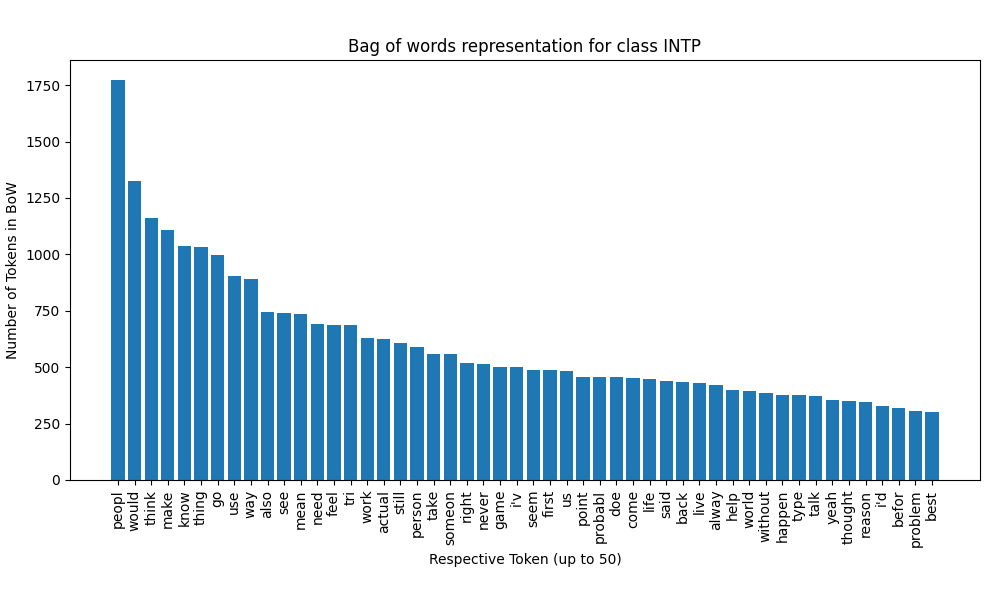 Bag of words representation for class INTP
Number of Tokens in BoW
1750
1500
1250
1000
750
500
250
0
peopl
would
think
make
know
thing
go
use
way
also
see
mean
need
feel
tri
work
actual
still
person
take
someon
right
never
game
i'v
seem
first
us
point
probabl
doe
come
life
said
back
live
alway
help
world
without
happen
type
talk
yeah
thought
reason
i'd
befor
problem
best
Respective Token (up to 50)